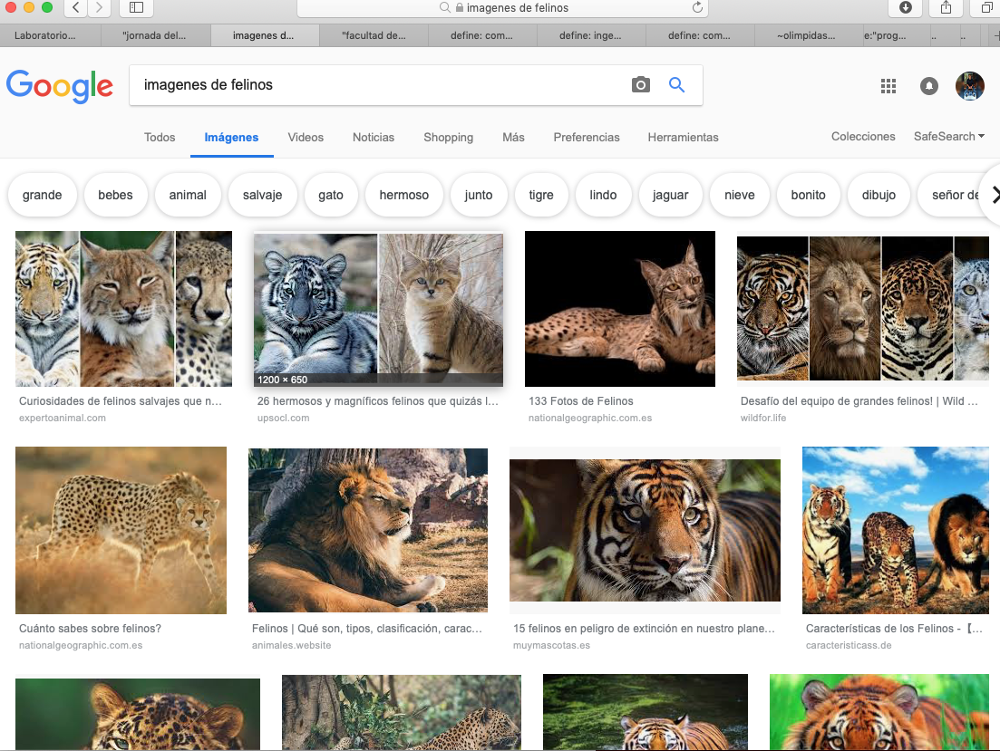 imagenes de felinos
Laboratorio... "jornada del... imagenes d... "facultad de... define: com... define: inge... define: com... ~olimpidas... e:"prog... .. ..
Google
imagenes de felinos
Todos Imágenes Videos Noticias Shopping Más Preferencias Herramientas Colecciones SafeSearch
grande bebes animal salvaje gato hermoso junto tigre lindo jaguar nieve bonito dibujo señor de
1200 × 650
Curiosidades de felinos salvajes que n... 26 hermosos y magníficos felinos que quizás l... 133 Fotos de Felinos Desafío del equipo de grandes felinos! | Wild ...
expertoanimal.com upsocl.com nationalgeographic.com.es wildfor.life
Cuánto sabes sobre felinos? Felinos | Qué son, tipos, clasificación, carac... 15 felinos en peligro de extinción en nuestro plane... Características de los Felinos - 【...
nationalgeographic.com.es animales.website muymascotas.es caracteristicass.de